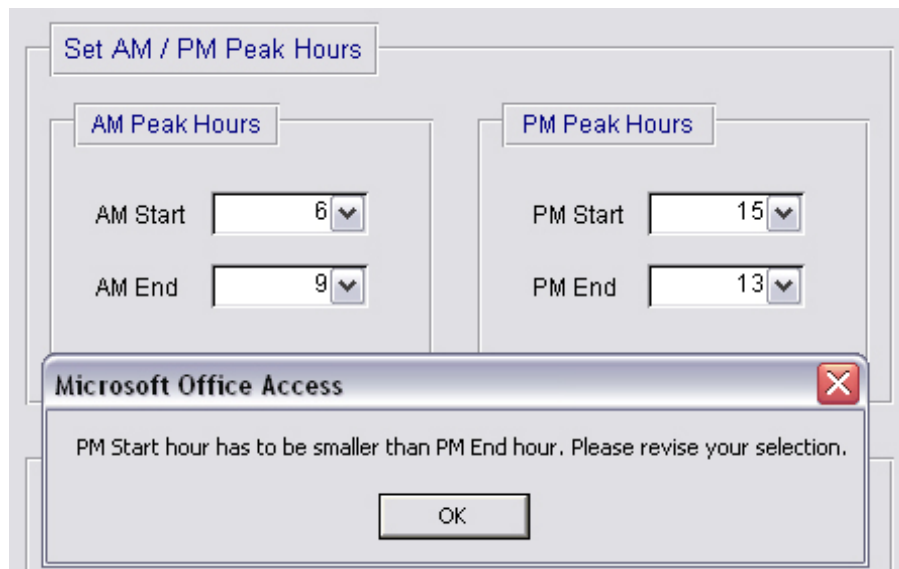 Set AM / PM Peak Hours
AM Peak Hours
AM Start 6
AM End 9
PM Peak Hours
PM Start 15
PM End 13
Microsoft Office Access
PM Start hour has to be smaller than PM End hour. Please revise your selection.
OK